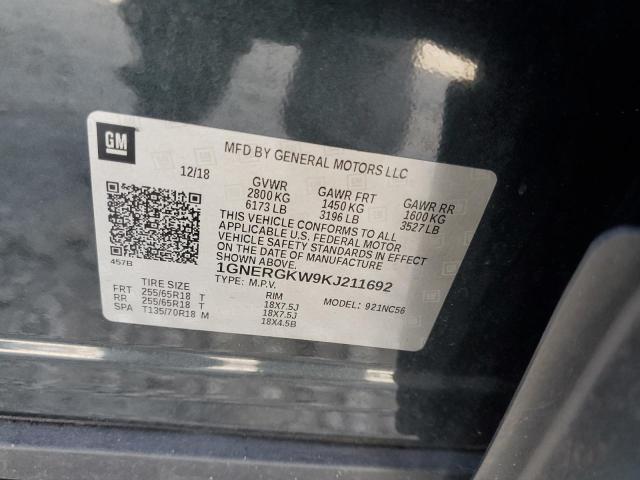 GM
MFD BY GENERAL MOTORS LLC
12/18
GVWR GAWR FRT GAWR RR
2800 KG 1450 KG 1600 KG
6173 LB 3196 LB 3527 LB
THIS VEHICLE CONFORMS TO ALL
APPLICABLE U.S. FEDERAL MOTOR
VEHICLE SAFETY STANDARDS IN EFFECT
ON THE DATE OF MANUFACTURE
SHOWN ABOVE.
457B
1GNERGKW9KJ211692
TYPE: M.P.V. MODEL: 921NC56
TIRE SIZE RIM
FRT 255/65R18 T 18X7.5J
RR 255/65R18 T 18X7.5J
SPA T135/70R18 M 18X4.5B